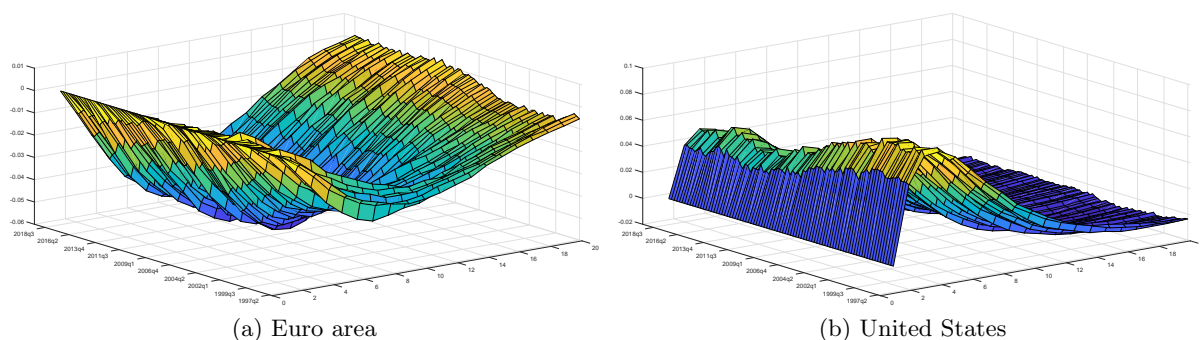 0.01
0
-0.01
-0.02
-0.03
-0.04
-0.05
-0.06
2018q3
2016q2
2013q4
2011q3
2009q1
2006q4
2004q2
2002q1
1999q3
1997q2
0
2
4
6
8
10
12
14
16
18
20
(a) Euro area
0.1
0.08
0.06
0.04
0.02
0
-0.02
2018q3
2016q2
2013q4
2011q3
2009q1
2006q4
2004q2
2002q1
1999q3
1997q2
0
2
4
6
8
10
12
14
16
18
(b) United States